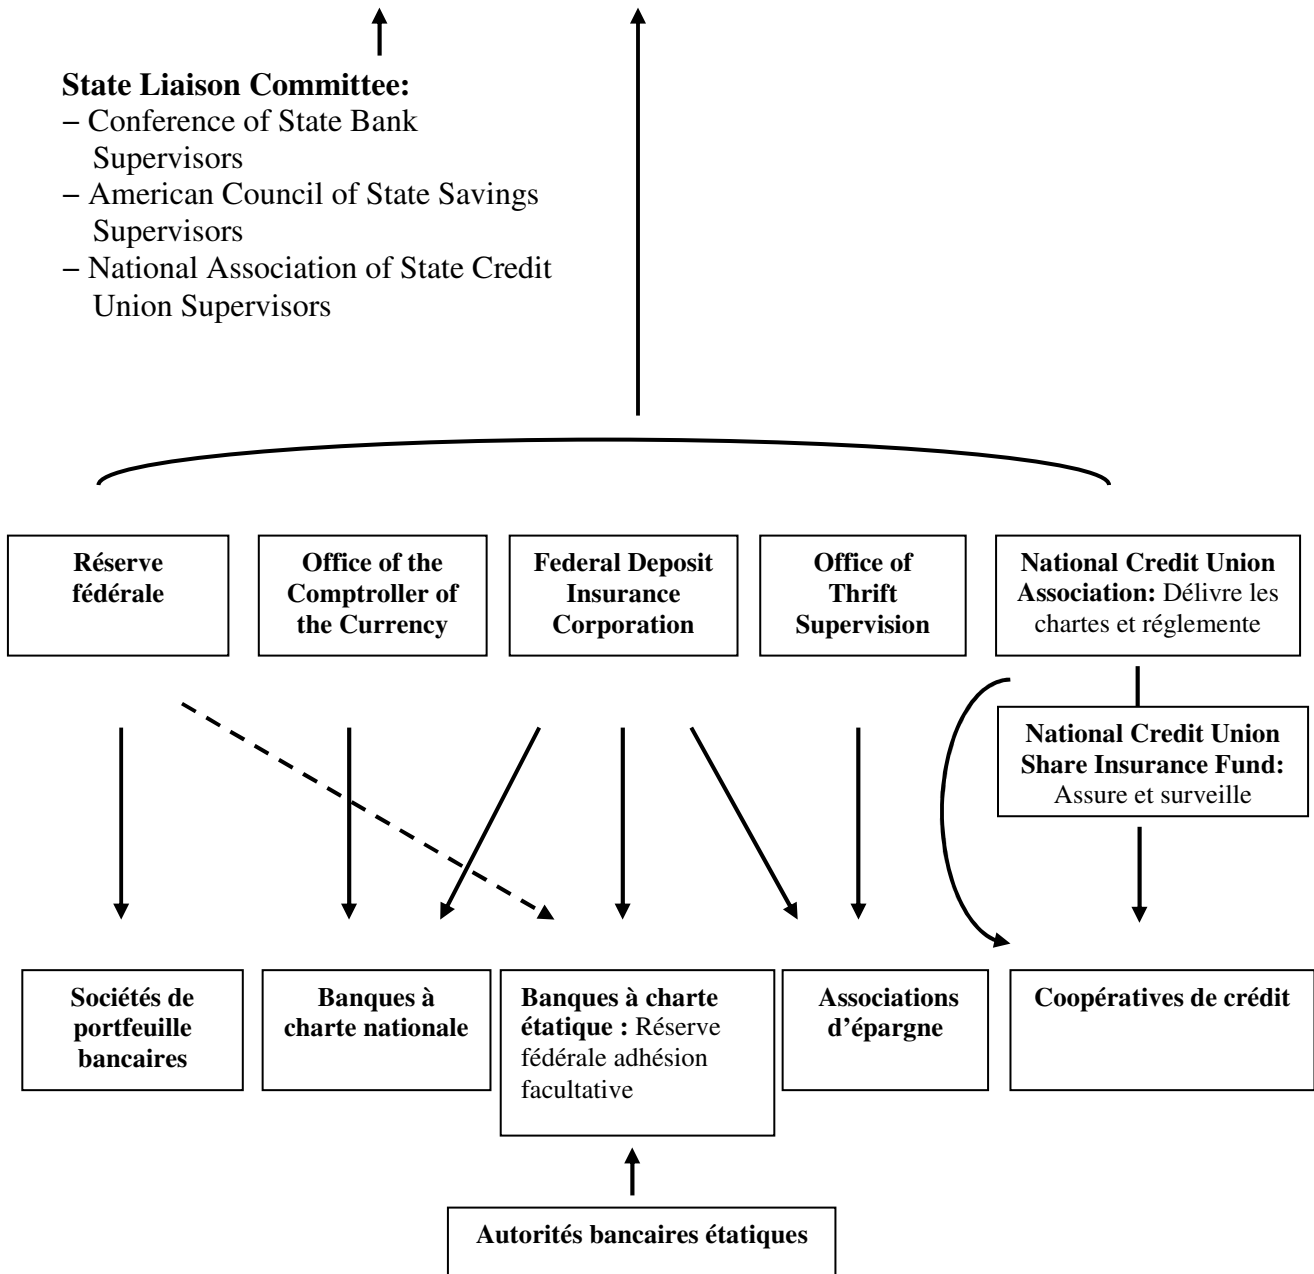 State Liaison Committee:
– Conference of State Bank
Supervisors
– American Council of State Savings
Supervisors
– National Association of State Credit
Union Supervisors
Réserve
fédérale
Office of the
Comptroller of
the Currency
Federal Deposit
Insurance
Corporation
Office of
Thrift
Supervision
National Credit Union
Association: Délivre les
chartes et réglemente
National Credit Union
Share Insurance Fund:
Assure et surveille
Sociétés de
portfeuille
bancaires
Banques à
charte nationale
Banques à charte
étatique : Réserve
fédérale adhésion
facultative
Associations
d’épargne
Coopératives de crédit
Autorités bancaires étatiques